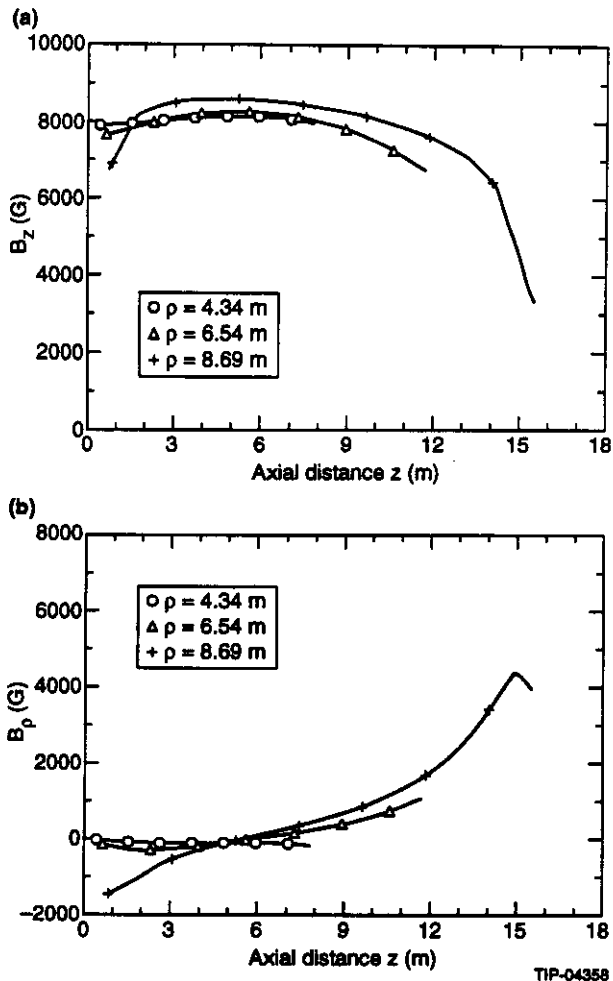 (a)
10000
8000
6000
4000
2000
0
B_z (G)
ρ = 4.34 m
ρ = 6.54 m
ρ = 8.69 m
0 3 6 9 12 15 18
Axial distance z (m)
(b)
8000
6000
4000
2000
0
−2000
B_ρ (G)
ρ = 4.34 m
ρ = 6.54 m
ρ = 8.69 m
0 3 6 9 12 15 18
Axial distance z (m)
TIP-04358